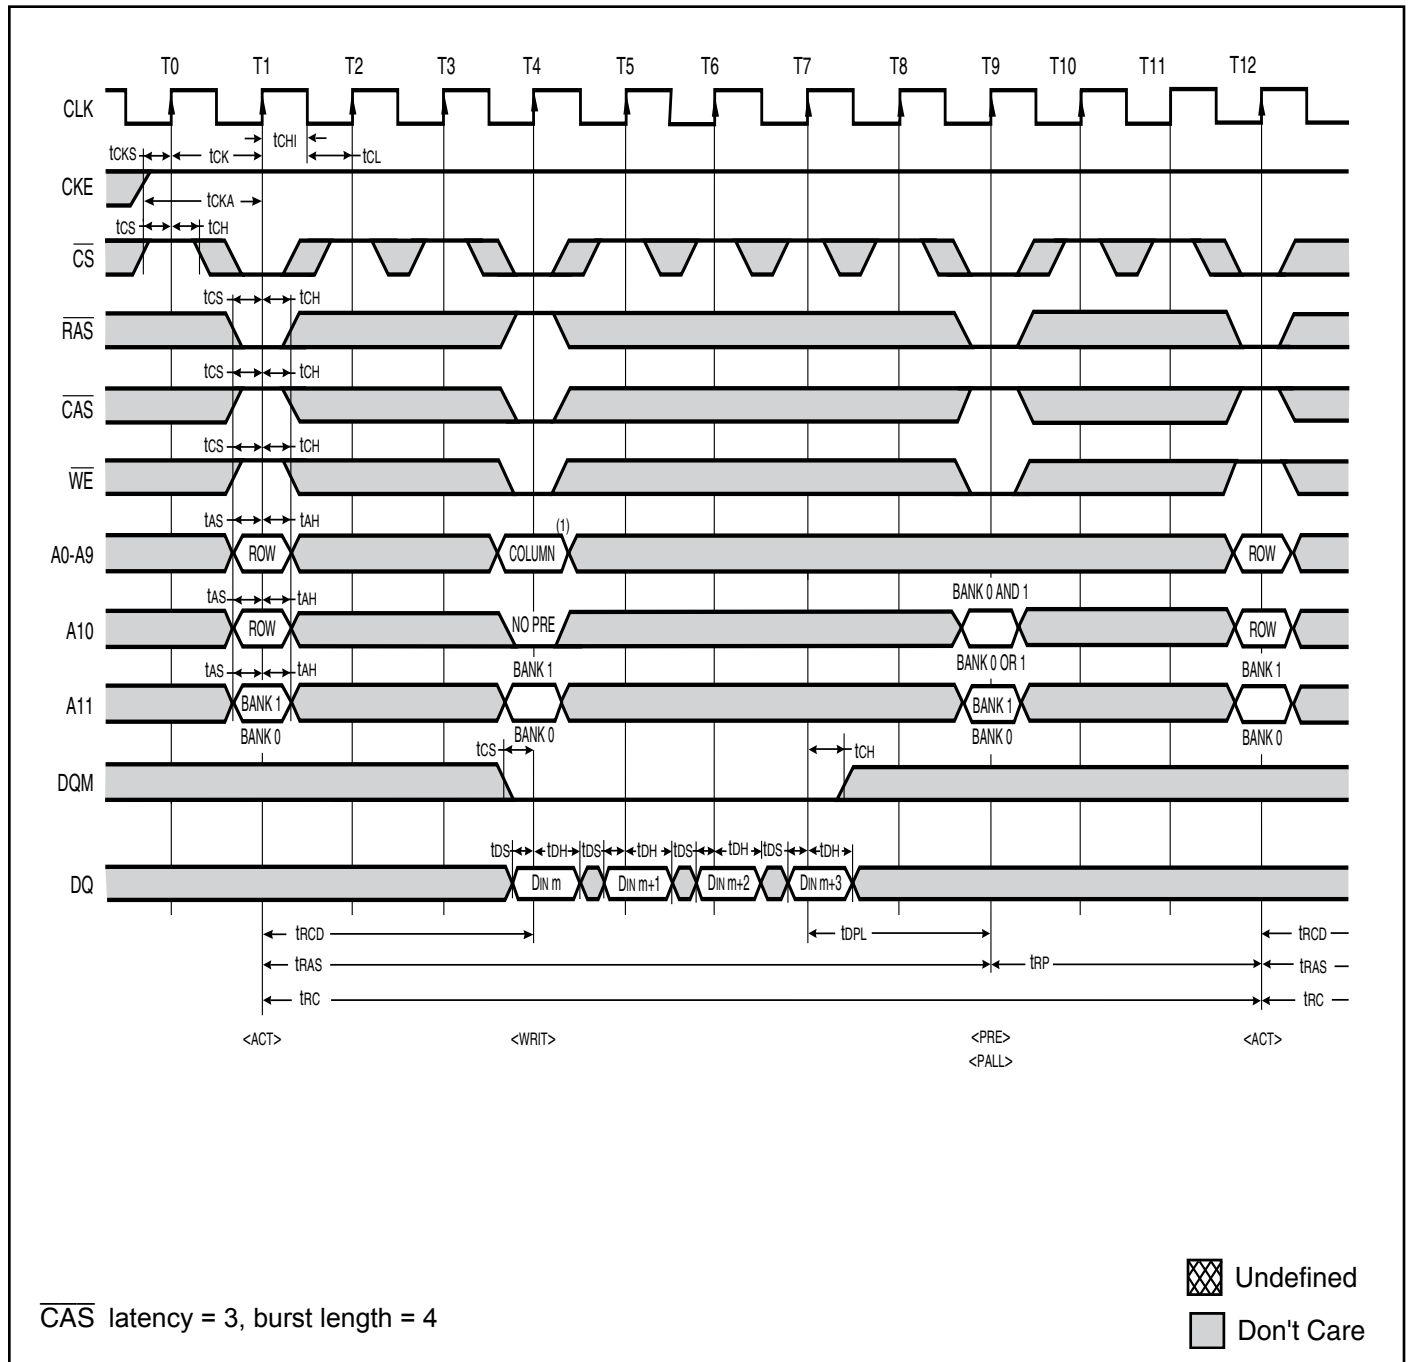 T0 T1 T2 T3 T4 T5 T6 T7 T8 T9 T10 T11 T12
CLK
tCHI
tCKS tCK tCL
CKE
tCKA
tCS tCH
CS
tCS tCH
RAS
tCS tCH
CAS
tCS tCH
WE
tAS tAH (1)
A0-A9 ROW COLUMN ROW
tAS tAH BANK 0 AND 1
A10 ROW NO PRE ROW
tAS tAH BANK 1 BANK 0 OR 1 BANK 1
A11 BANK 1 BANK 1
BANK 0 BANK 0 BANK 0 BANK 0
tCS tCH
DQM
tDS tDH tDS tDH tDS tDH tDS tDH
DQ DIN m DIN m+1 DIN m+2 DIN m+3
tRCD tDPL tRCD
tRAS tRP tRAS
tRC tRC
<ACT> <WRIT> <PRE> <ACT>
<PALL>
Undefined
CAS latency = 3, burst length = 4
Don't Care